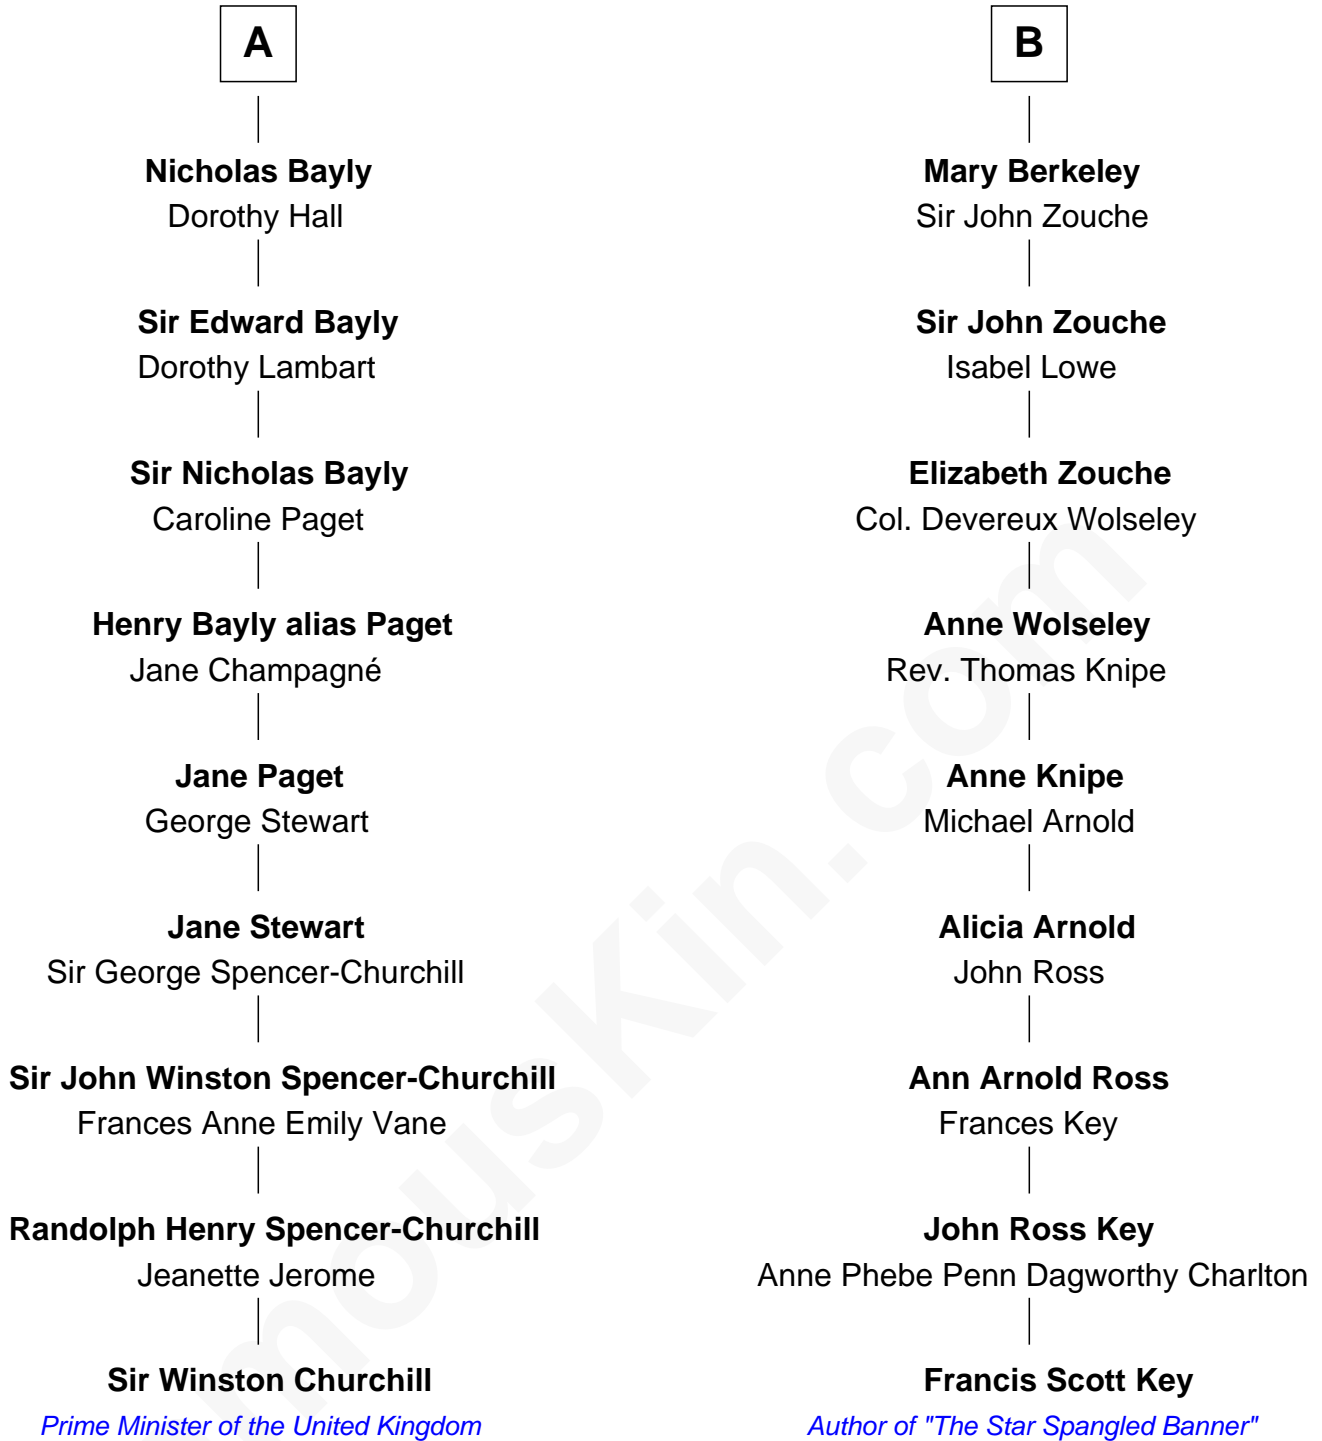 A
Nicholas Bayly
Dorothy Hall
Sir Edward Bayly
Dorothy Lambart
Sir Nicholas Bayly
Caroline Paget
Henry Bayly alias Paget
Jane Champagné
Jane Paget
George Stewart
Jane Stewart
Sir George Spencer-Churchill
Sir John Winston Spencer-Churchill
Frances Anne Emily Vane
Randolph Henry Spencer-Churchill
Jeanette Jerome
Sir Winston Churchill
Prime Minister of the United Kingdom
B
Mary Berkeley
Sir John Zouche
Sir John Zouche
Isabel Lowe
Elizabeth Zouche
Col. Devereux Wolseley
Anne Wolseley
Rev. Thomas Knipe
Anne Knipe
Michael Arnold
Alicia Arnold
John Ross
Ann Arnold Ross
Frances Key
John Ross Key
Anne Phebe Penn Dagworthy Charlton
Francis Scott Key
Author of "The Star Spangled Banner"
mousKin.com